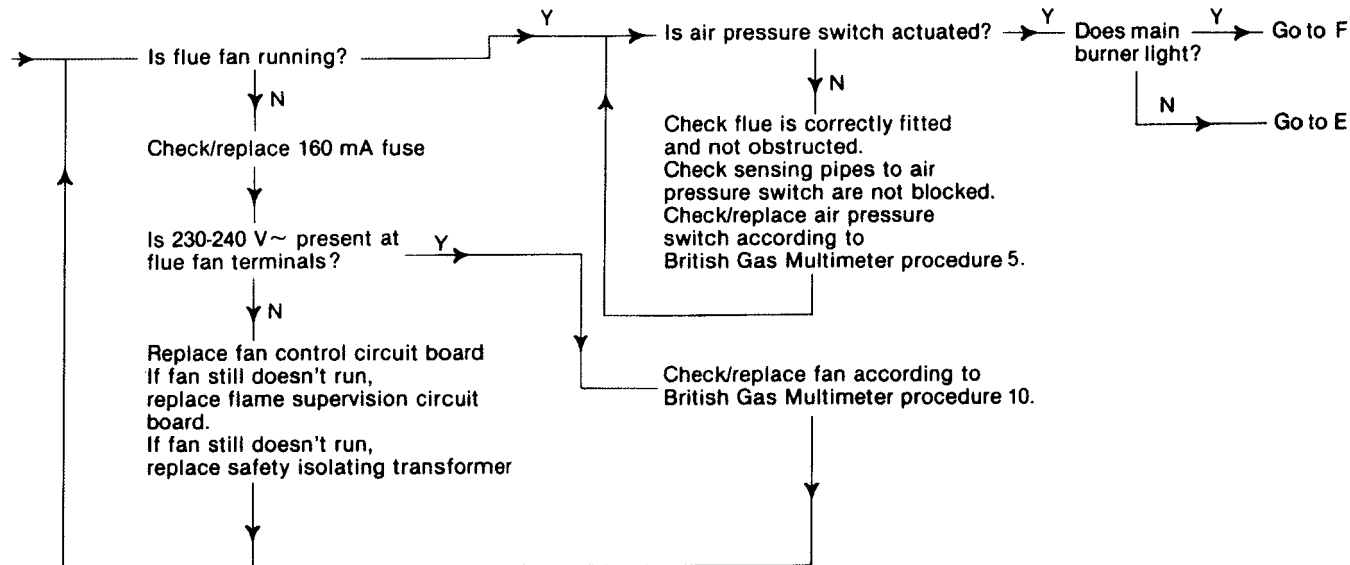 Is flue fan running?
Y
Is air pressure switch actuated?
Y
Does main
burner light?
Y
Go to F
N
Go to E
N
Check flue is correctly fitted
and not obstructed.
Check sensing pipes to air
pressure switch are not blocked.
Check/replace air pressure
switch according to
British Gas Multimeter procedure 5.
N
Check/replace 160 mA fuse
Is 230-240 V~ present at
flue fan terminals?
Y
N
Replace fan control circuit board
If fan still doesn't run,
replace flame supervision circuit
board.
If fan still doesn't run,
replace safety isolating transformer
Check/replace fan according to
British Gas Multimeter procedure 10.